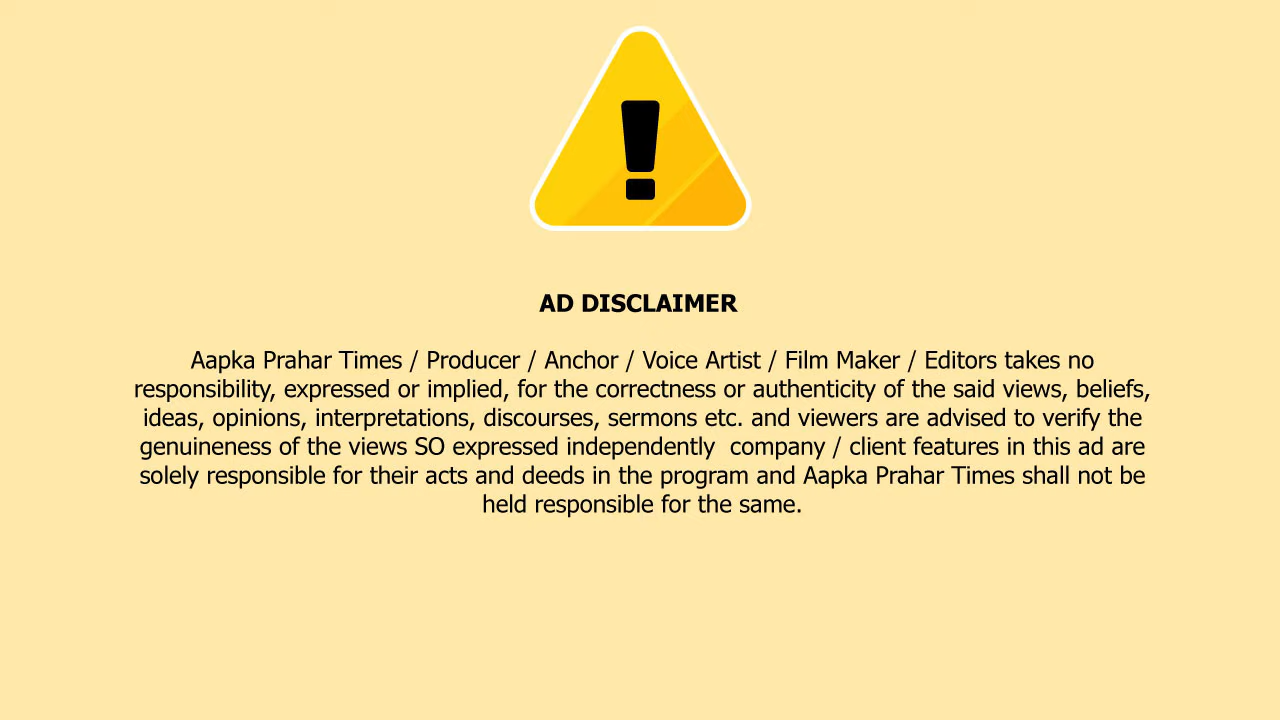 AD DISCLAIMER
Aapka Prahar Times / Producer / Anchor / Voice Artist / Film Maker / Editors takes no
responsibility, expressed or implied, for the correctness or authenticity of the said views, beliefs,
ideas, opinions, interpretations, discourses, sermons etc. and viewers are advised to verify the
genuineness of the views SO expressed independently  company / client features in this ad are
solely responsible for their acts and deeds in the program and Aapka Prahar Times shall not be
held responsible for the same.